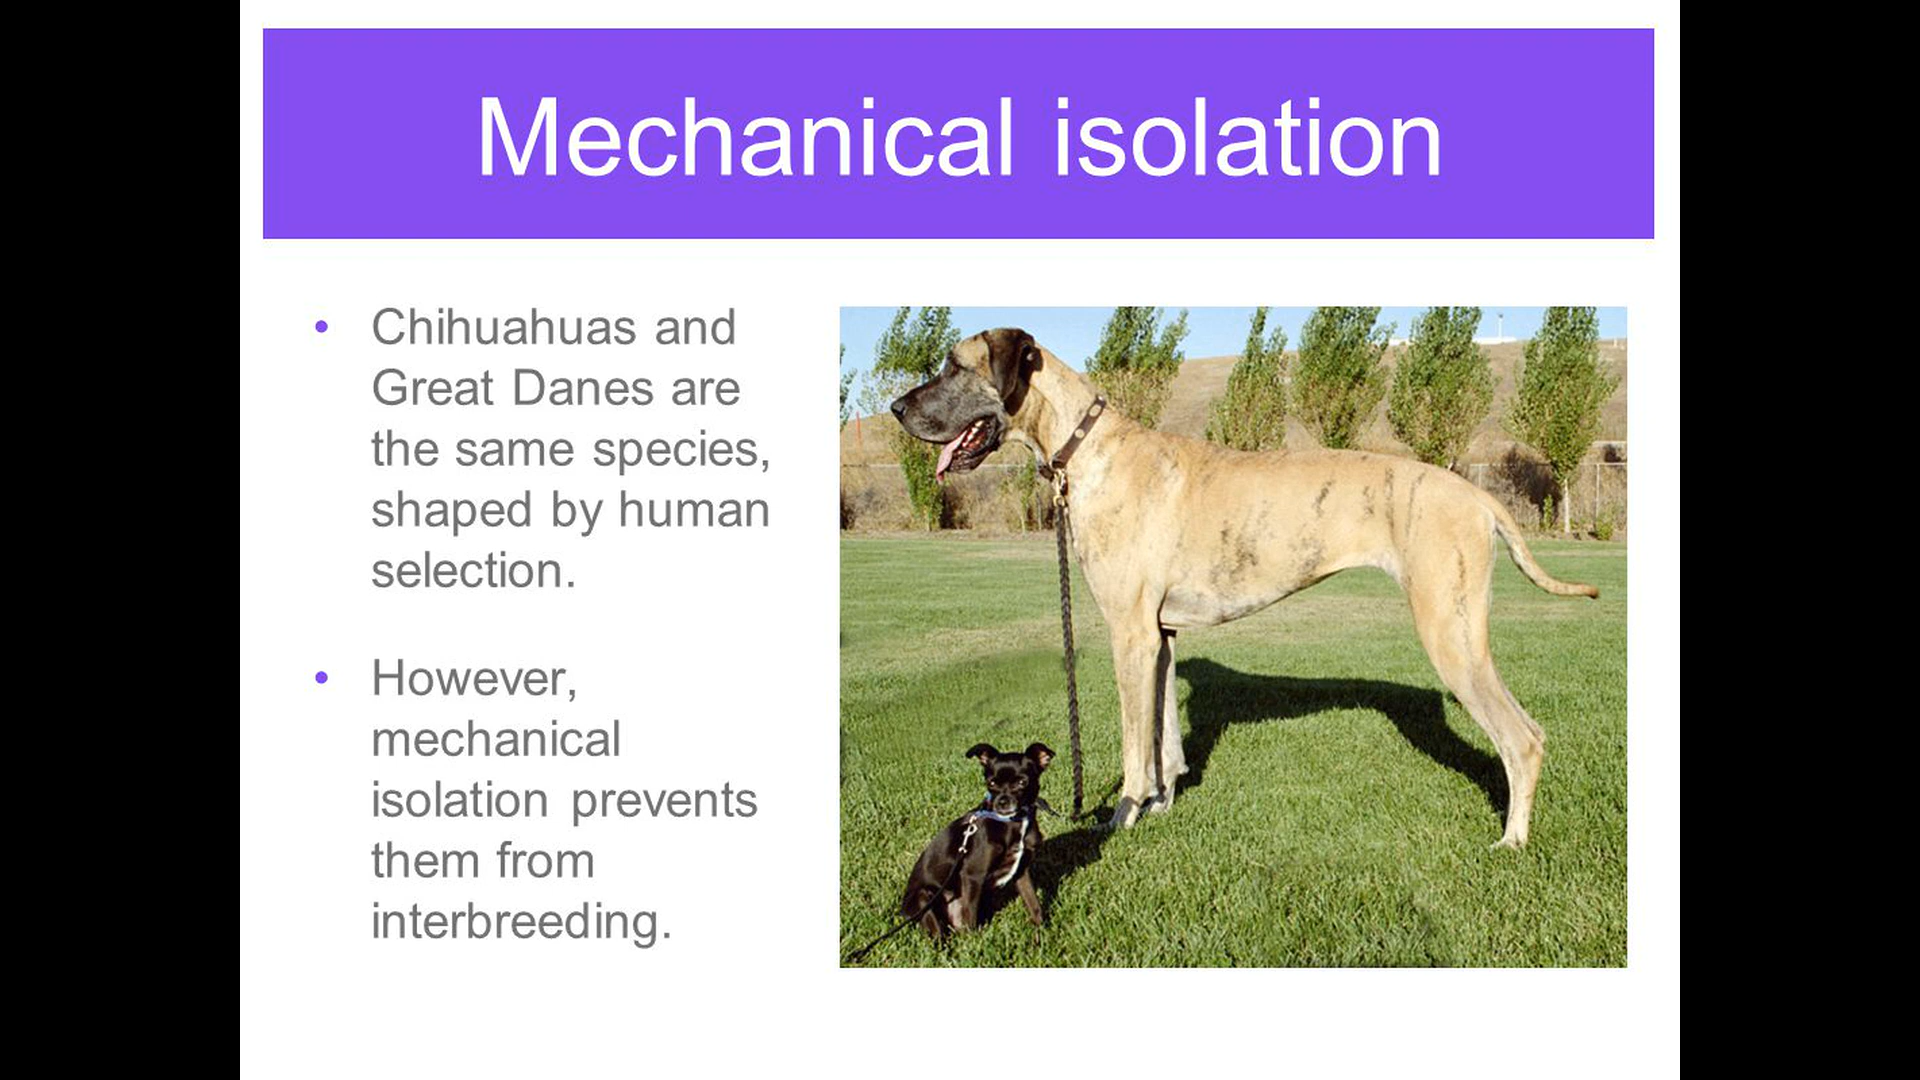 Mechanical isolation
• Chihuahuas and
Great Danes are
the same species,
shaped by human
selection.
• However,
mechanical
isolation prevents
them from
interbreeding.